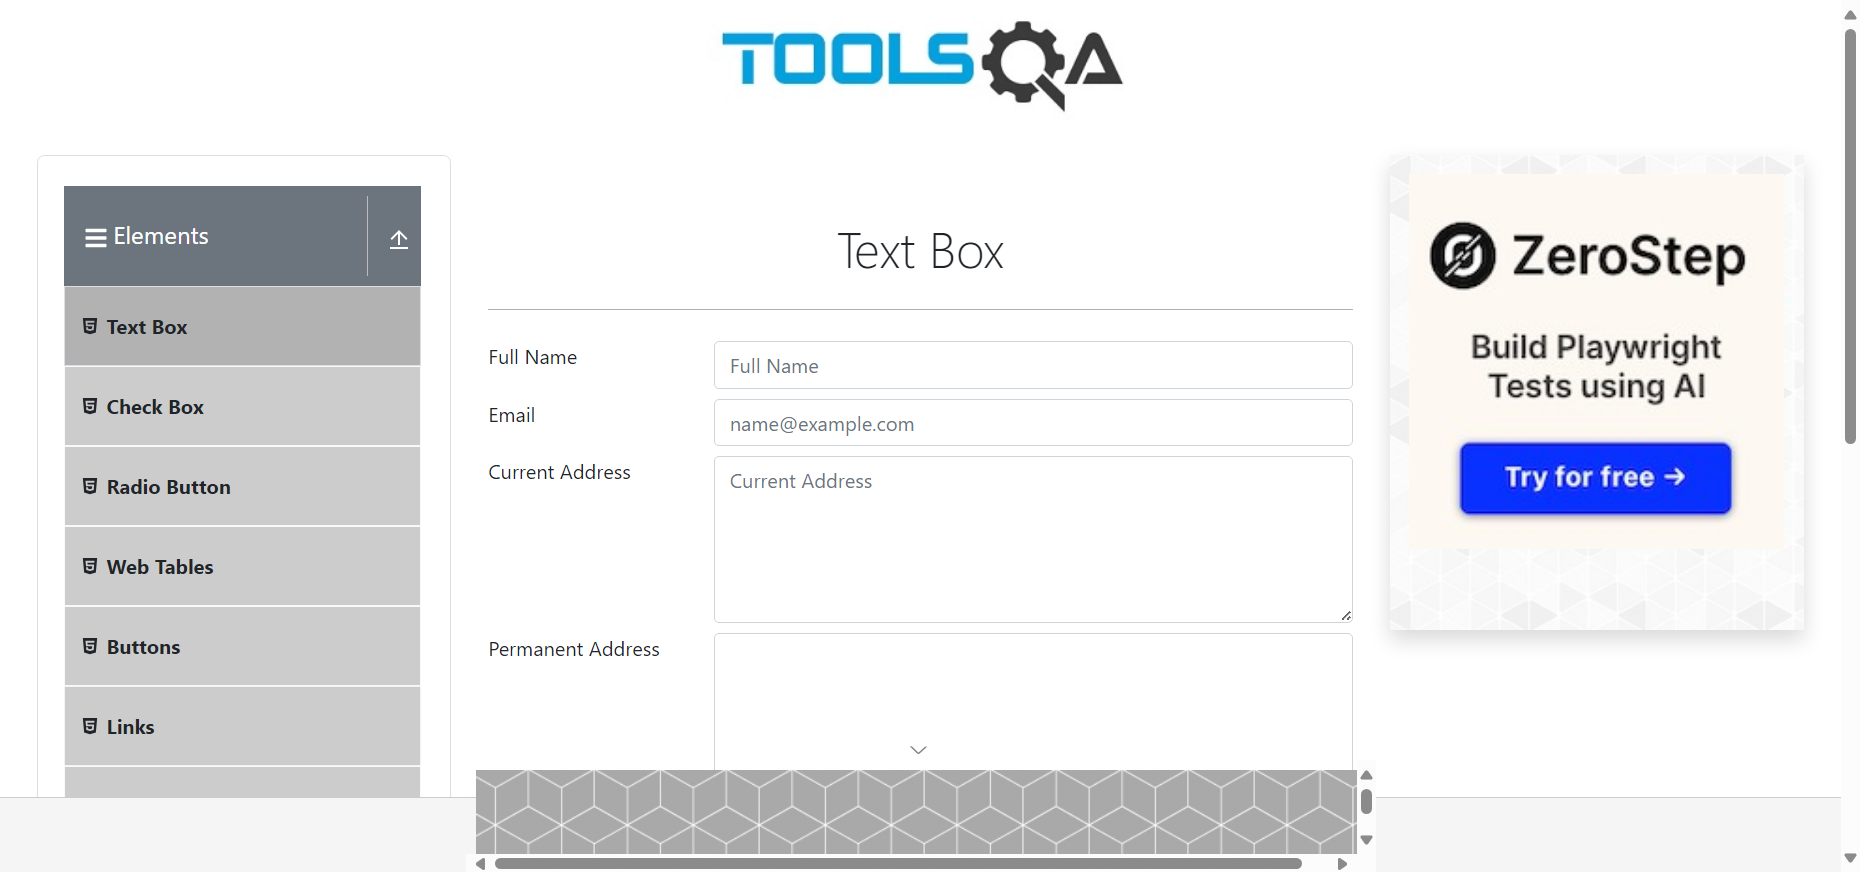 TOOLSQA
Elements
Text Box
Check Box
Radio Button
Web Tables
Buttons
Links
Text Box
Full Name
Full Name
Email
name@example.com
Current Address
Current Address
Permanent Address
ZeroStep
Build Playwright
Tests using AI
Try for free →